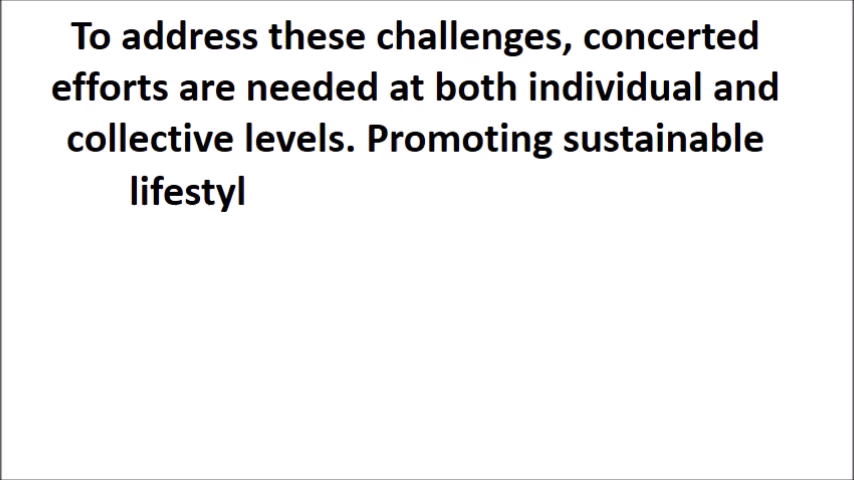 To address these challenges, concerted
efforts are needed at both individual and
collective levels. Promoting sustainable
lifestyl